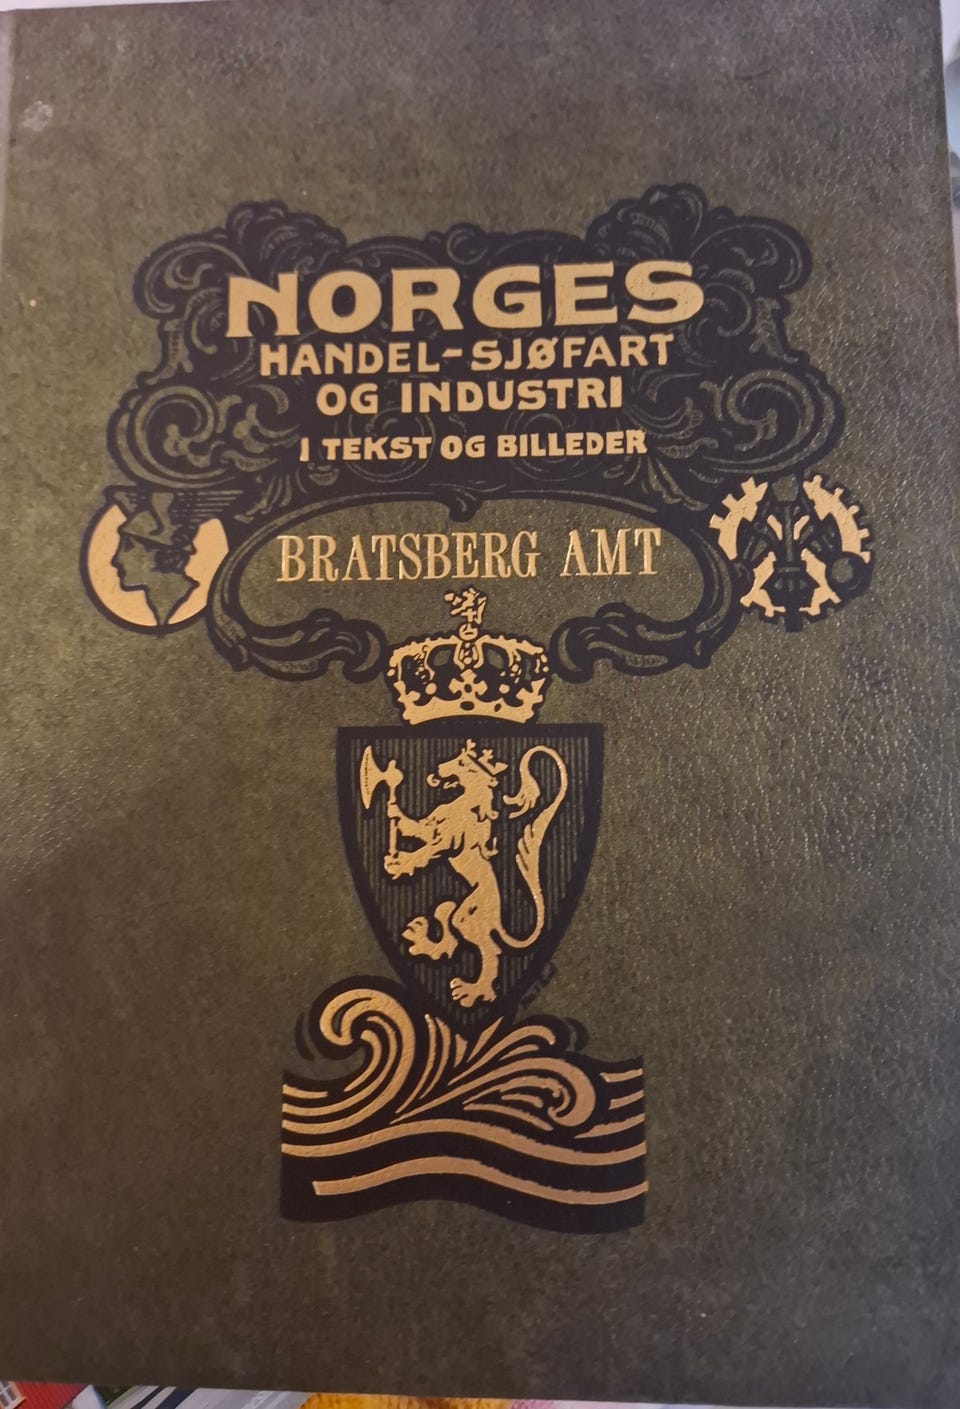 NORGES
HANDEL-SJØFART
OG INDUSTRI
I TEKST OG BILLEDER
BRATSBERG AMT